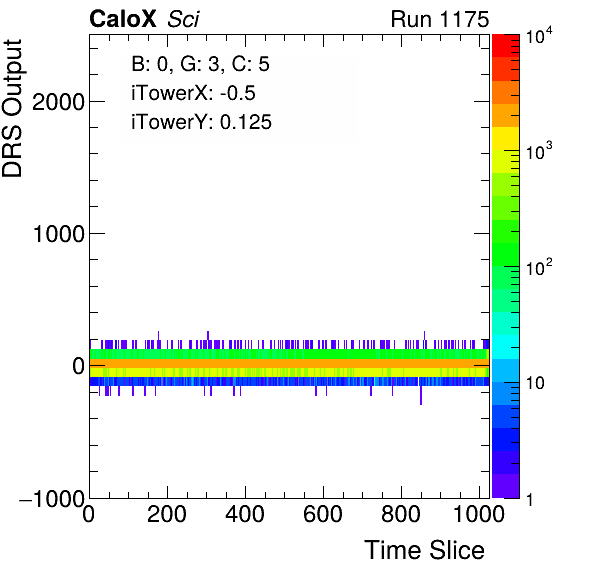 CaloX Sci Run 1175
DRS Output
B: 0, G: 3, C: 5
iTowerX: -0.5
iTowerY: 0.125
2000
1000
0
−1000
0 200 400 600 800 1000
Time Slice
10^4
10^3
10^2
10
1